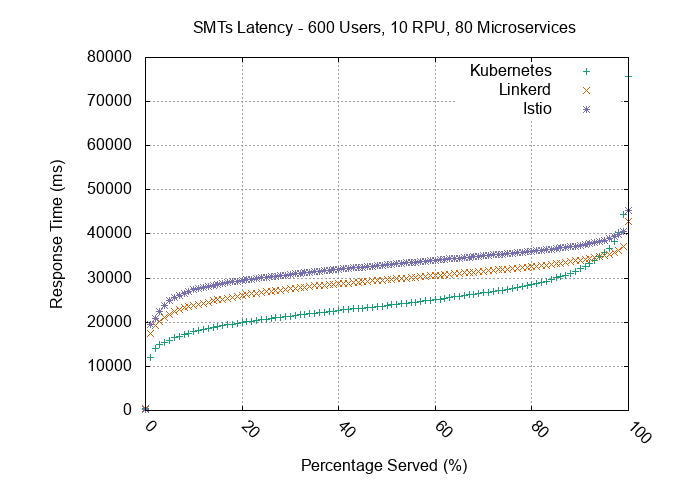 SMTs Latency - 600 Users, 10 RPU, 80 Microservices
80000
70000
60000
50000
40000
30000
20000
10000
0
Response Time (ms)
Kubernetes
Linkerd
Istio
0
20
40
60
80
100
Percentage Served (%)